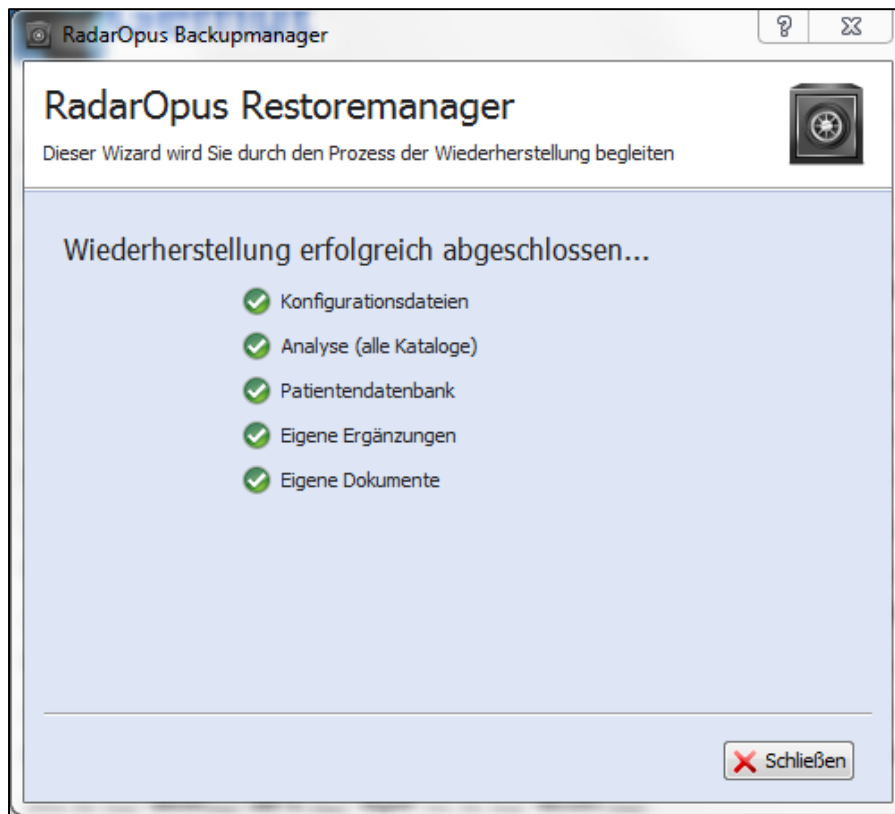 RadarOpus Backupmanager
RadarOpus Restoremanager
Dieser Wizard wird Sie durch den Prozess der Wiederherstellung begleiten
Wiederherstellung erfolgreich abgeschlossen...
Konfigurationsdateien
Analyse (alle Kataloge)
Patientendatenbank
Eigene Ergänzungen
Eigene Dokumente
Schließen